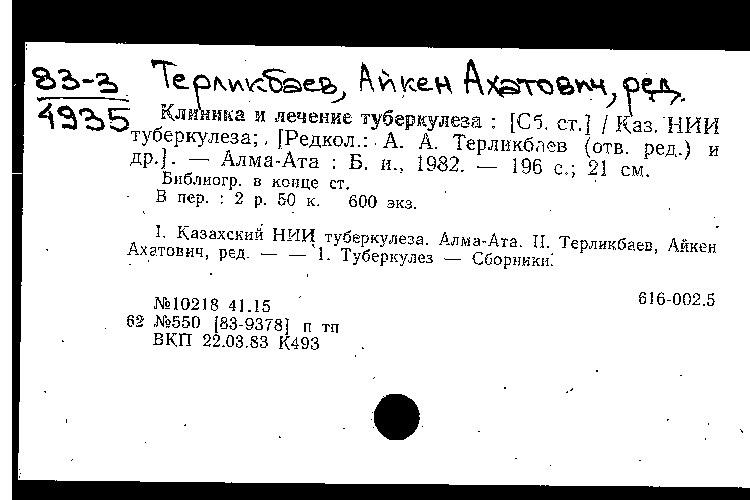 83-3
4935
Терликбаев, Айкен Ахатович, ред.
Клиника и лечение туберкулеза : [Сб. ст.] / Каз. НИИ
туберкулеза; [Редкол.: А. А. Терликбаев (отв. ред.) и
др.]. — Алма-Ата : Б. и., 1982. — 196 с.; 21 см.
Библиогр. в конце ст.
В пер. : 2 р. 50 к. 600 экз.
I. Казахский НИИ туберкулеза. Алма-Ата. II. Терликбаев, Айкен
Ахатович, ред. — — 1. Туберкулез — Сборники.
616-002.5
№10218 41.15
62 №550 [83-9378] п тп
ВКП 22.03.83 К493